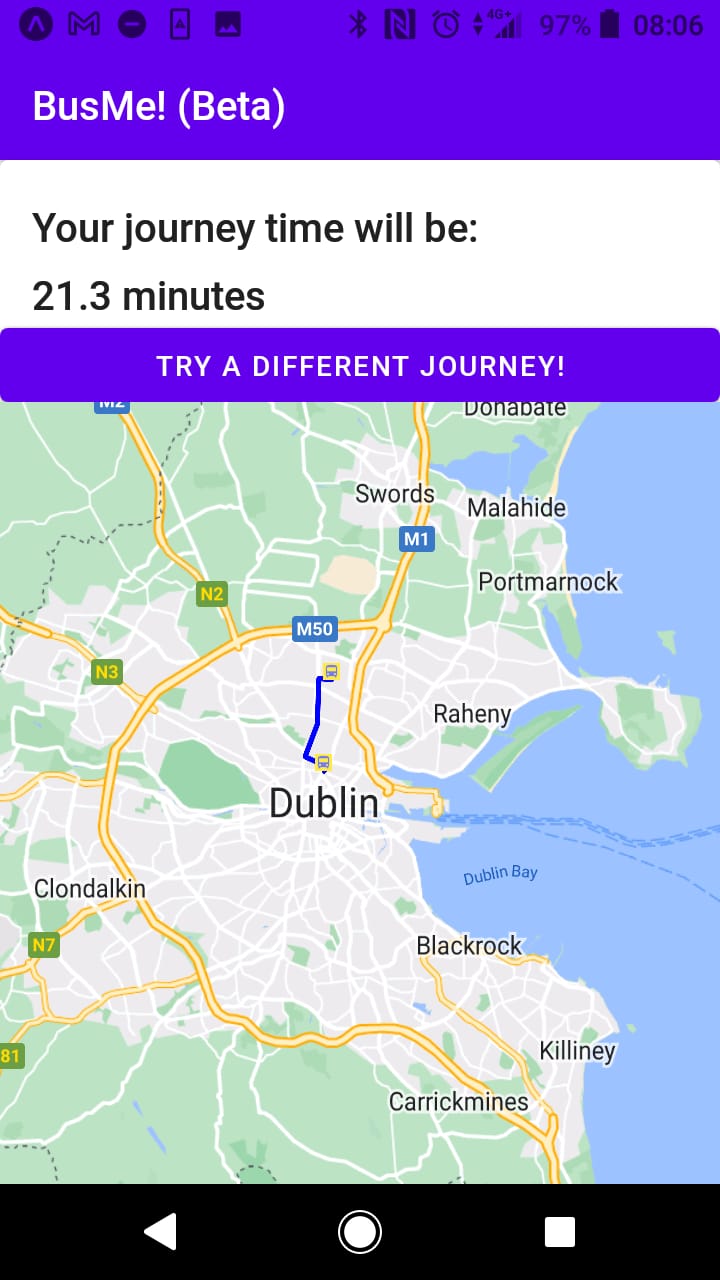 4G+ 97% 08:06
BusMe! (Beta)
Your journey time will be:
21.3 minutes
TRY A DIFFERENT JOURNEY!
M2
Donabate
Swords
Malahide
M1
Portmarnock
N2
M50
N3
Raheny
Dublin
Dublin Bay
Clondalkin
N7
Blackrock
Killiney
81
Carrickmines